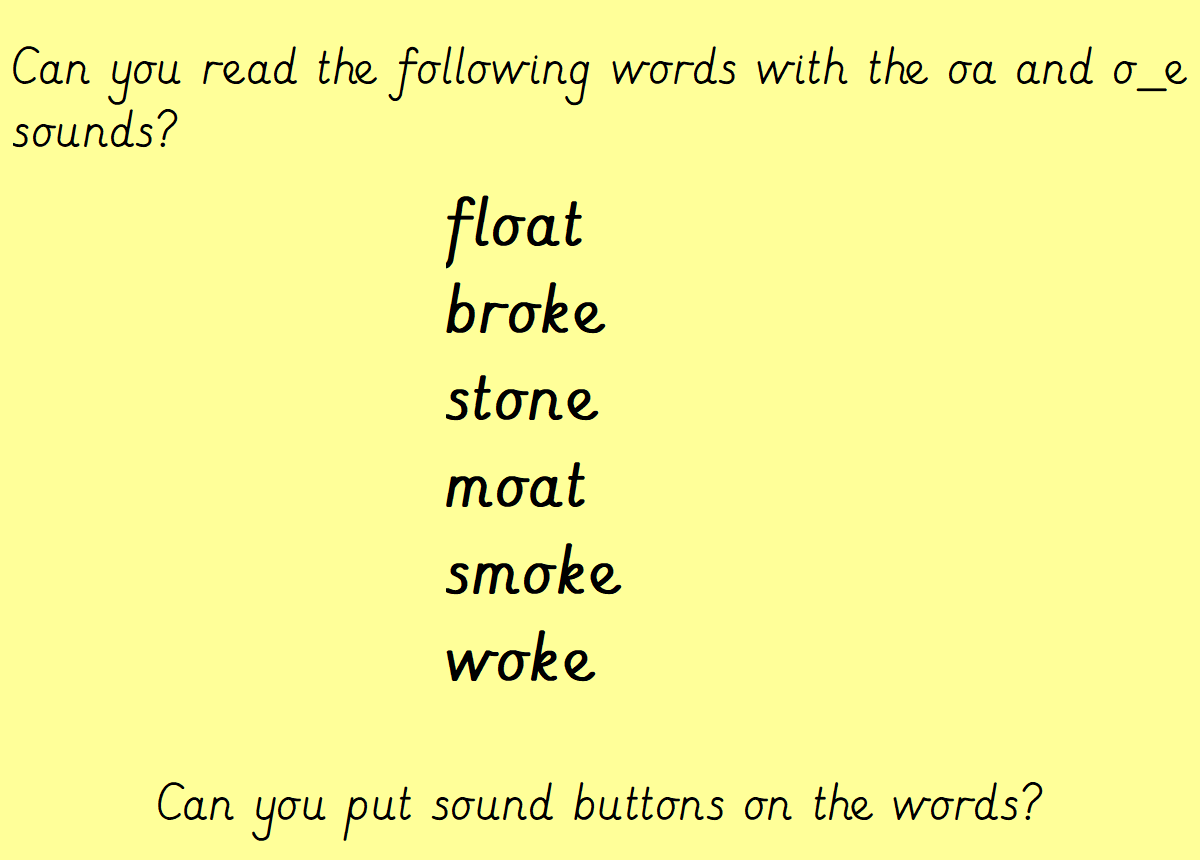 Can you read the following words with the oa and o_e
sounds?
float
broke
stone
moat
smoke
woke
Can you put sound buttons on the words?